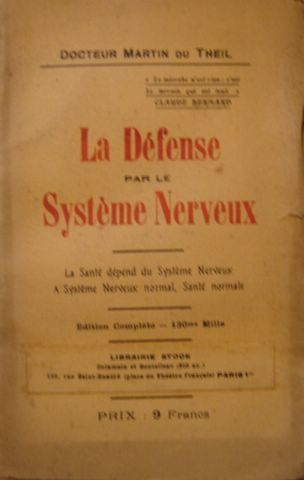 DOCTEUR MARTIN DU THEIL
« Le microbe n'est rien; c'est
le terrain qui est tout »
CLAUDE BERNARD
La Défense
PAR LE
Système Nerveux
La Santé dépend du Système Nerveux
A Système Nerveux normal, Santé normale
Edition Complète — 130me Mille
LIBRAIRIE STOCK
Delamain et Boutelleau
155, rue Saint-Honoré (place du Théâtre Français) PARIS 1er
PRIX : 9 Francs